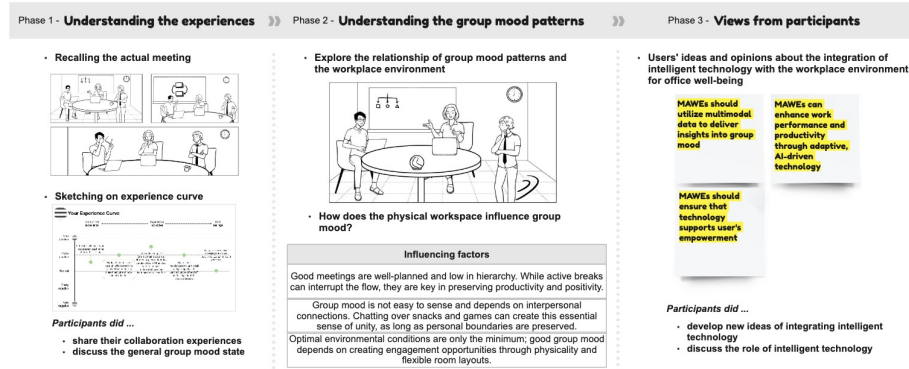 Phase 1 - Understanding the experiences
Phase 2 - Understanding the group mood patterns
Phase 3 - Views from participants
• Recalling the actual meeting
• Sketching on experience curve
Your Experience Curve
Participants did ...
• share their collaboration experiences
• discuss the general group mood state
• Explore the relationship of group mood patterns and
the workplace environment
• How does the physical workspace influence group
mood?
Influencing factors
Good meetings are well-planned and low in hierarchy. While active breaks
can interrupt the flow, they are key in preserving productivity and positivity.
Group mood is not easy to sense and depends on interpersonal
connections. Chatting over snacks and games can create this essential
sense of unity, as long as personal boundaries are preserved.
Optimal environmental conditions are only the minimum; good group mood
depends on creating engagement opportunities through physicality and
flexible room layouts.
• Users' ideas and opinions about the integration of
intelligent technology with the workplace environment
for office well-being
MAWEs should
utilize multimodal
data to deliver
insights into group
mood
MAWEs can
enhance work
performance and
productivity
through adaptive,
AI-driven
technology
MAWEs should
ensure that
technology
supports user's
empowerment
Participants did ...
• develop new ideas of integrating intelligent
technology
• discuss the role of intelligent technology